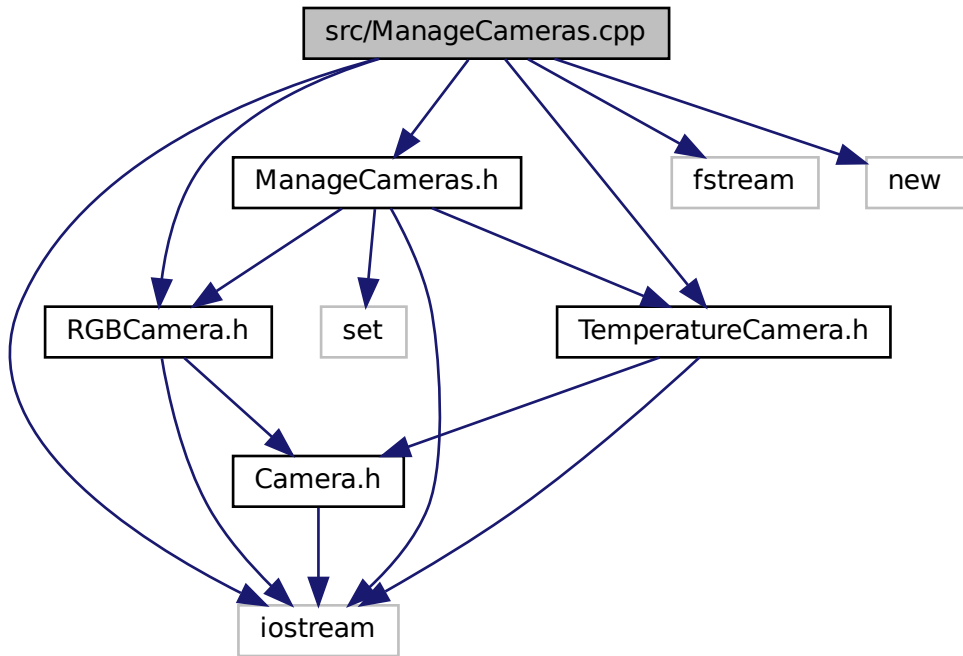 src/ManageCameras.cpp
ManageCameras.h
fstream
new
RGBCamera.h
set
TemperatureCamera.h
Camera.h
iostream